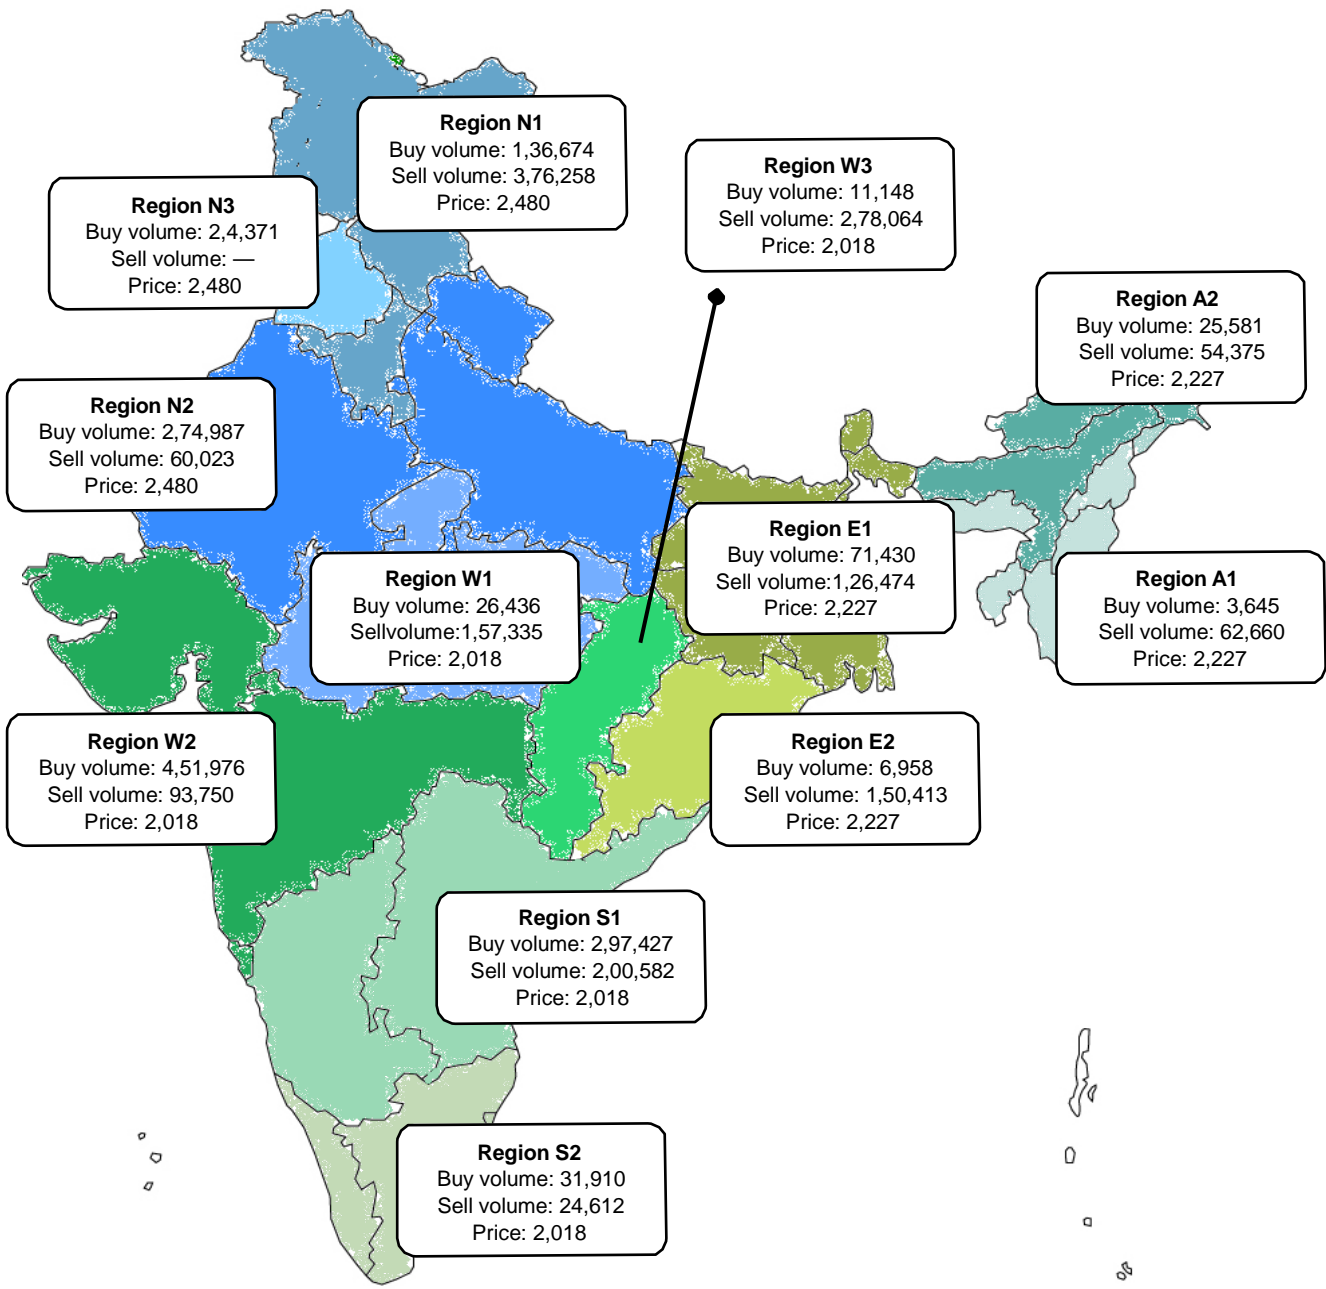 Region N1
Buy volume: 1,36,674
Sell volume: 3,76,258
Price: 2,480
Region W3
Buy volume: 11,148
Sell volume: 2,78,064
Price: 2,018
Region N3
Buy volume: 2,4,371
Sell volume: —
Price: 2,480
Region A2
Buy volume: 25,581
Sell volume: 54,375
Price: 2,227
Region N2
Buy volume: 2,74,987
Sell volume: 60,023
Price: 2,480
Region E1
Buy volume: 71,430
Sell volume:1,26,474
Price: 2,227
Region W1
Buy volume: 26,436
Sellvolume:1,57,335
Price: 2,018
Region A1
Buy volume: 3,645
Sell volume: 62,660
Price: 2,227
Region W2
Buy volume: 4,51,976
Sell volume: 93,750
Price: 2,018
Region E2
Buy volume: 6,958
Sell volume: 1,50,413
Price: 2,227
Region S1
Buy volume: 2,97,427
Sell volume: 2,00,582
Price: 2,018
Region S2
Buy volume: 31,910
Sell volume: 24,612
Price: 2,018